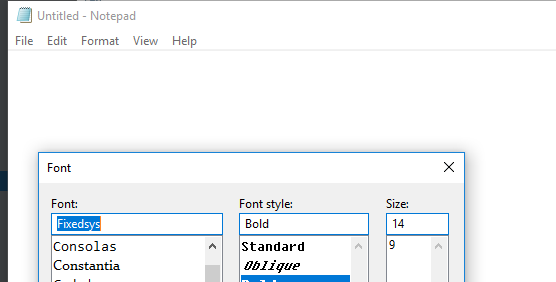 Untitled - Notepad
File Edit Format View Help
Font
Font: Font style: Size:
Fixedsys Bold 14
Consolas Standard 9
Constantia Oblique